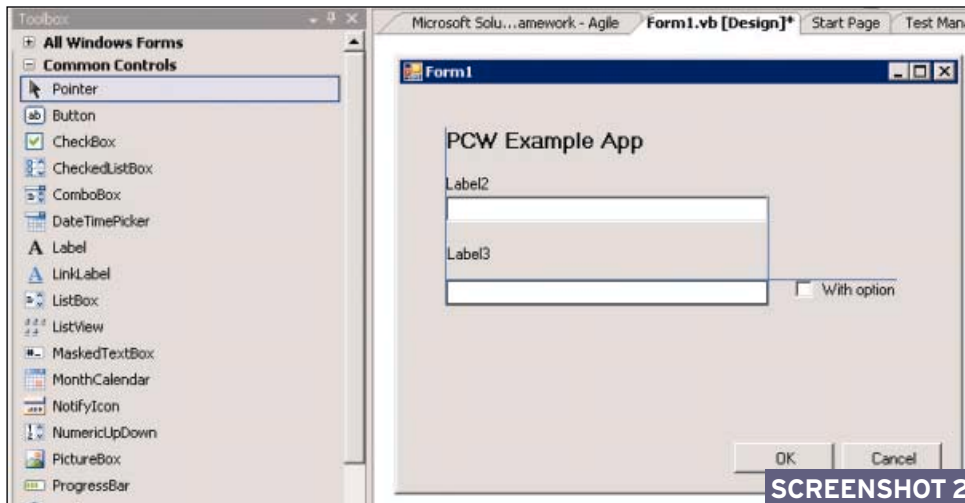 Toolbox
All Windows Forms
Common Controls
Pointer
Button
CheckBox
CheckedListBox
ComboBox
DateTimePicker
Label
LinkLabel
ListBox
ListView
MaskedTextBox
MonthCalendar
NotifyIcon
NumericUpDown
PictureBox
ProgressBar
Microsoft Solu...amework - Agile
Form1.vb [Design]*
Start Page
Test Man
Form1
PCW Example App
Label2
Label3
With option
OK
Cancel
SCREENSHOT 2